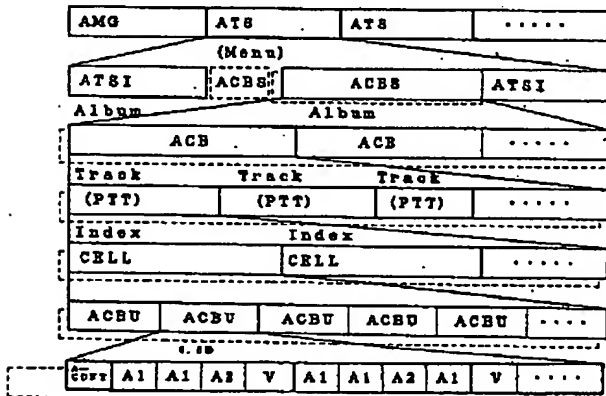 AMG ATS ATS .....
(Menu)
ATSI ACBS ACBS ATSI
Album Album
ACB ACB .....
Track Track Track
(PTT) (PTT) (PTT) .....
Index Index
CELL CELL .....
ACBU ACBU ACBU ACBU ACBU ....
A1 A1 A2 V A1 A1 A2 A1 V ....